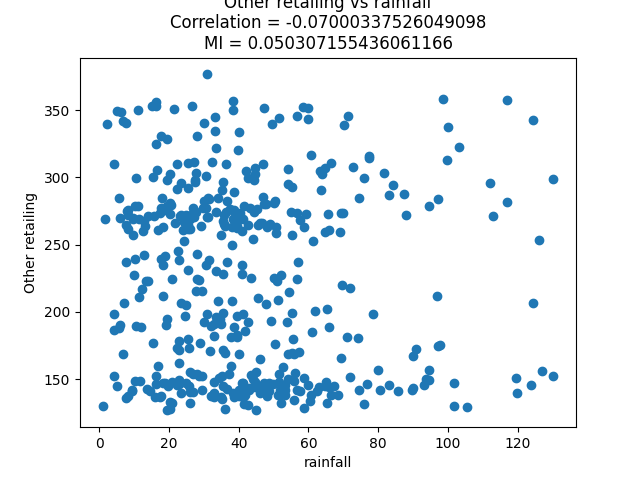 Other retailing vs rainfall
Correlation = -0.07000337526049098
MI = 0.050307155436061166
350
300
250
200
150
Other retailing
0 20 40 60 80 100 120
rainfall